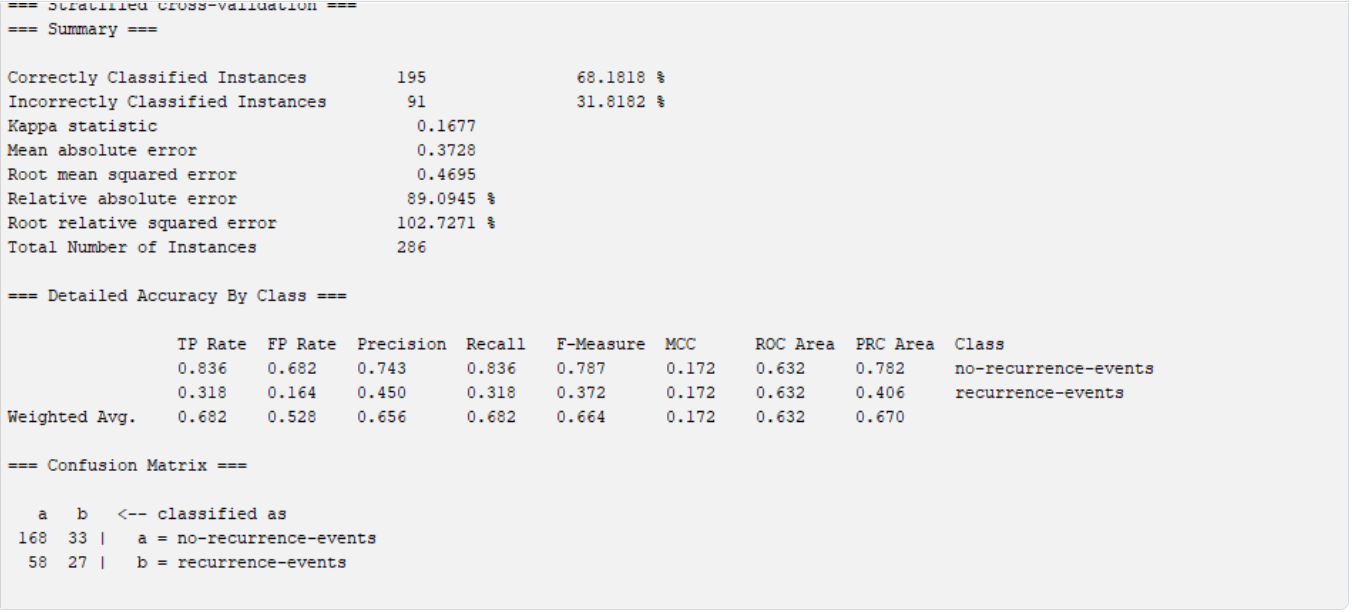 === Stratified cross-validation ===
=== Summary ===
Correctly Classified Instances 195 68.1818 %
Incorrectly Classified Instances 91 31.8182 %
Kappa statistic 0.1677
Mean absolute error 0.3728
Root mean squared error 0.4695
Relative absolute error 89.0945 %
Root relative squared error 102.7271 %
Total Number of Instances 286
=== Detailed Accuracy By Class ===
TP Rate FP Rate Precision Recall F-Measure MCC ROC Area PRC Area Class
0.836 0.682 0.743 0.836 0.787 0.172 0.632 0.782 no-recurrence-events
0.318 0.164 0.450 0.318 0.372 0.172 0.632 0.406 recurrence-events
Weighted Avg. 0.682 0.528 0.656 0.682 0.664 0.172 0.632 0.670
=== Confusion Matrix ===
a b <-- classified as
168 33 | a = no-recurrence-events
58 27 | b = recurrence-events